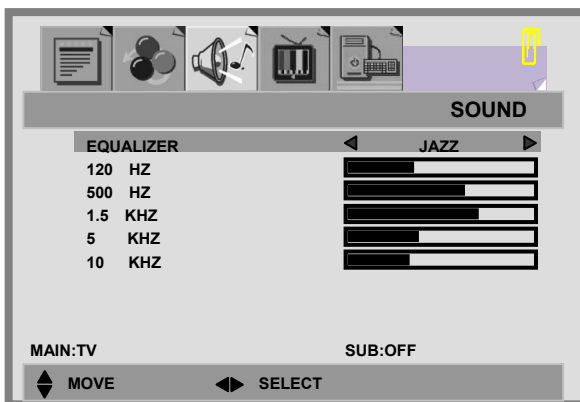 SOUND
EQUALIZER JAZZ
120 HZ
500 HZ
1.5 KHZ
5 KHZ
10 KHZ
MAIN:TV SUB:OFF
MOVE SELECT